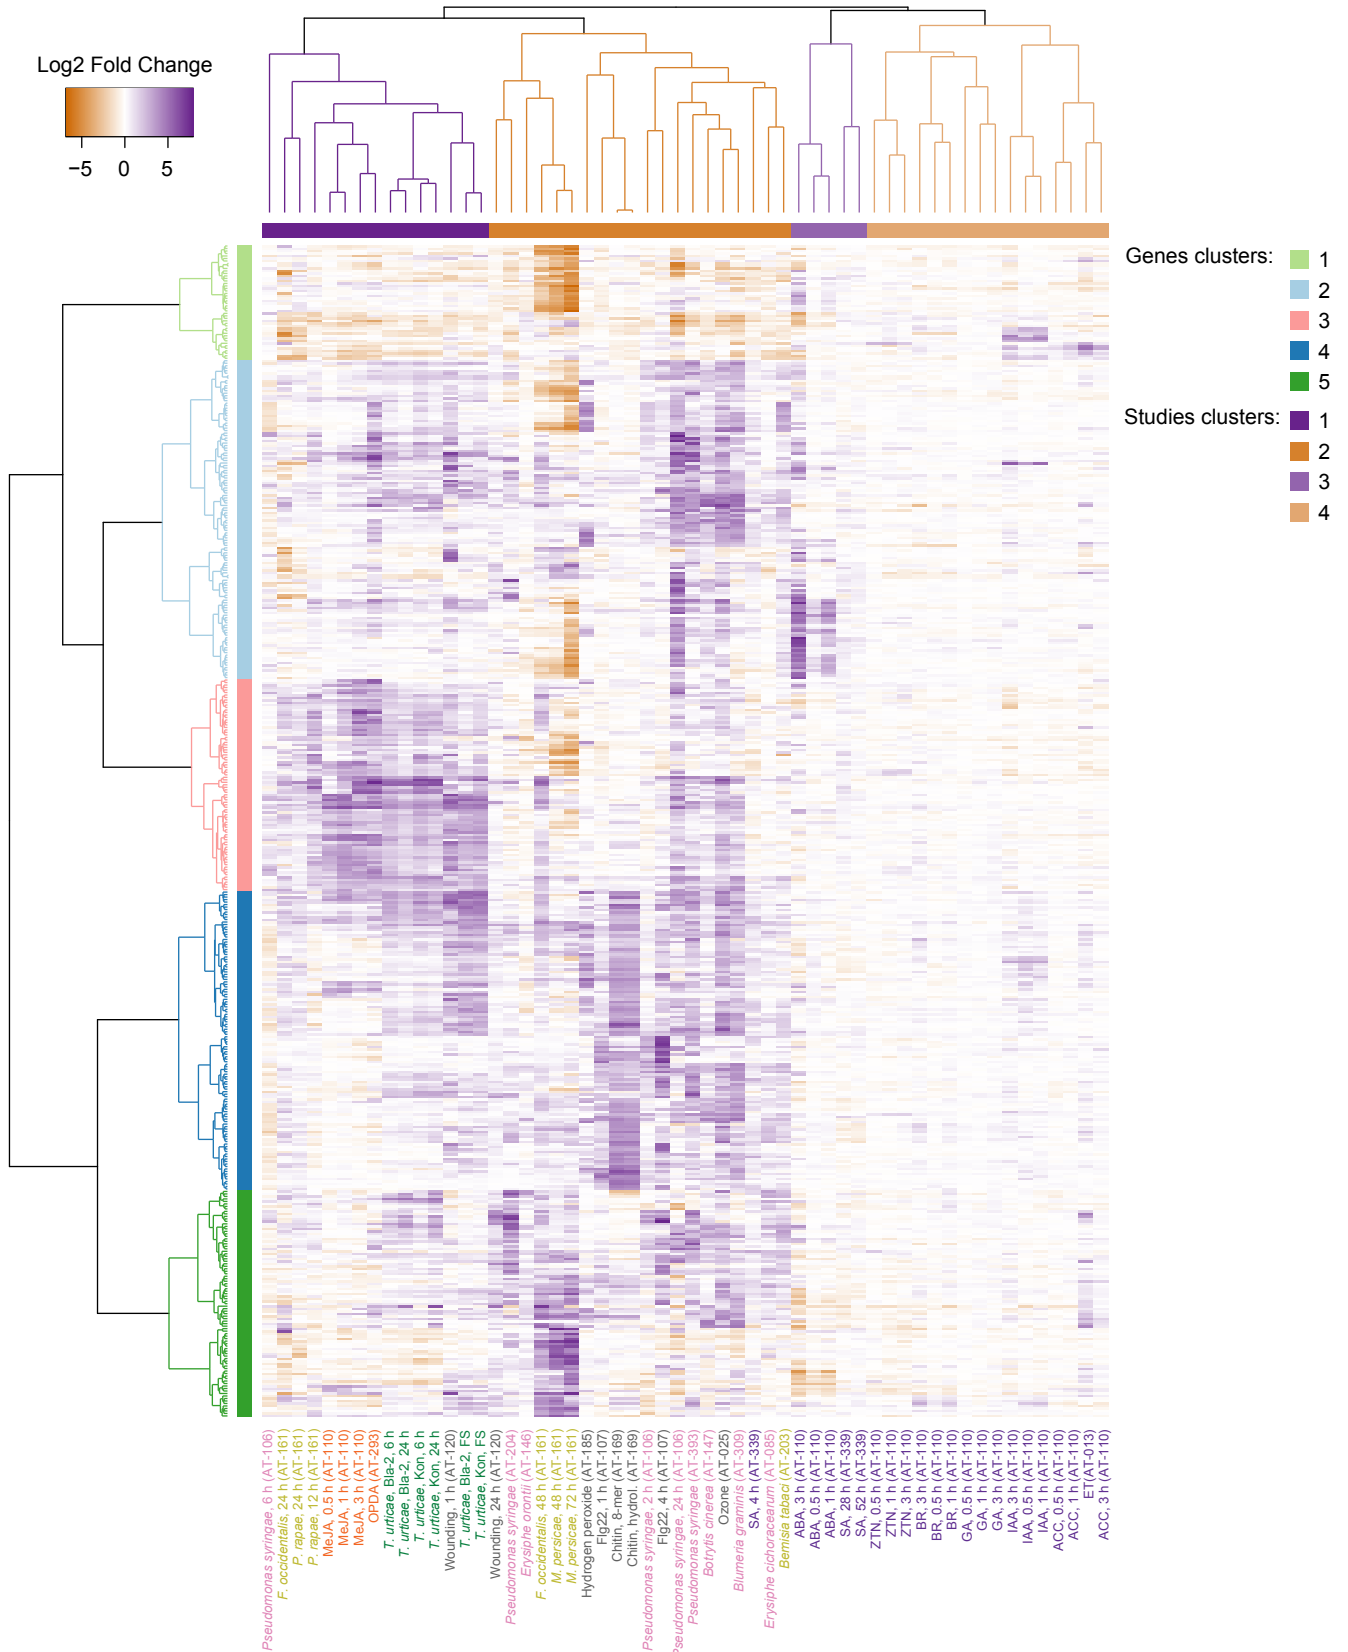 Log2 Fold Change
−5 0 5
Genes clusters:
1
2
3
4
5
Studies clusters:
1
2
3
4
Pseudomonas syringae, 6 h (AT-106)
F. occidentalis, 24 h (AT-161)
P. rapae, 24 h (AT-161)
P. rapae, 12 h (AT-161)
MeJA, 0.5 h (AT-110)
MeJA, 1 h (AT-110)
MeJA, 3 h (AT-110)
OPDA (AT-293)
T. urticae, Bla-2, 6 h
T. urticae, Bla-2, 24 h
T. urticae, Kon, 6 h
T. urticae, Kon, 24 h
Wounding, 1 h (AT-120)
T. urticae, Bla-2, FS
T. urticae, Kon, FS
Wounding, 24 h (AT-120)
Pseudomonas syringae (AT-204)
Erysiphe orontii (AT-146)
F. occidentalis, 48 h (AT-161)
M. persicae, 48 h (AT-161)
M. persicae, 72 h (AT-161)
Hydrogen peroxide (AT-185)
Flg22, 1 h (AT-107)
Chitin, 8-mer (AT-169)
Chitin, hydrol. (AT-169)
Pseudomonas syringae, 2 h (AT-106)
Flg22, 4 h (AT-107)
Pseudomonas syringae, 24 h (AT-106)
Pseudomonas syringae (AT-393)
Botrytis cinerea (AT-147)
Ozone (AT-025)
Blumeria graminis (AT-309)
SA, 4 h (AT-339)
Erysiphe cichoracearum (AT-085)
Bemisia tabaci (AT-203)
ABA, 3 h (AT-110)
ABA, 0.5 h (AT-110)
ABA, 1 h (AT-110)
SA, 28 h (AT-339)
SA, 52 h (AT-339)
ZTN, 0.5 h (AT-110)
ZTN, 1 h (AT-110)
ZTN, 3 h (AT-110)
BR, 3 h (AT-110)
BR, 0.5 h (AT-110)
BR, 1 h (AT-110)
GA, 0.5 h (AT-110)
GA, 1 h (AT-110)
GA, 3 h (AT-110)
IAA, 3 h (AT-110)
IAA, 0.5 h (AT-110)
IAA, 1 h (AT-110)
ACC, 0.5 h (AT-110)
ACC, 1 h (AT-110)
ET (AT-013)
ACC, 3 h (AT-110)